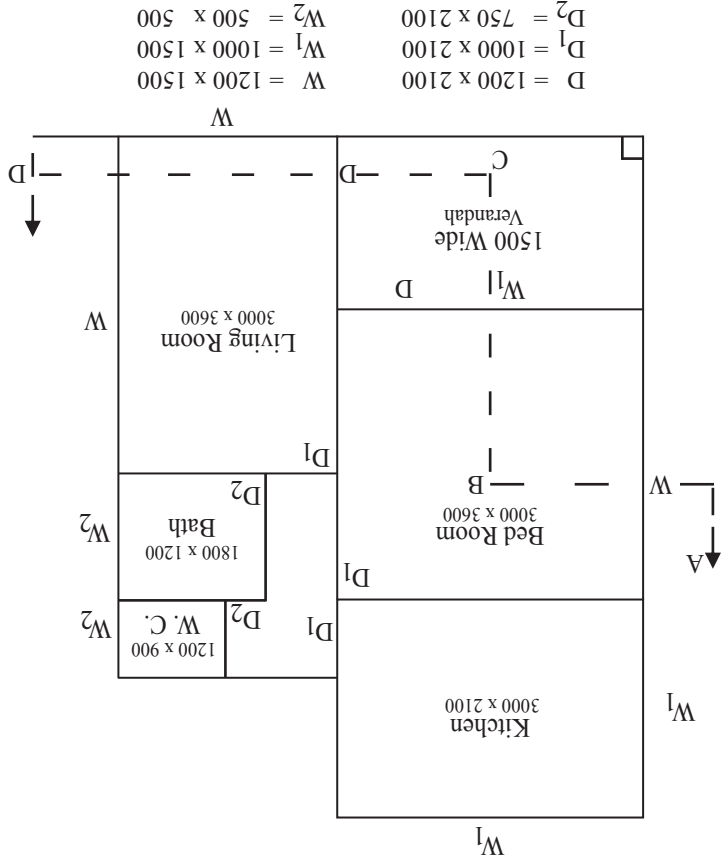 W1
Kitchen
3000 x 2100
W1
1200 x 900
W. C.
D1
D2
W2
D1
A
Bed Room
3000 x 3600
1800 x 1200
Bath
W2
W
B
D2
D1
Living Room
3000 x 3600
W
W1
D
1500 Wide
Verandah
C
D
D
W
D = 1200 x 2100
W = 1200 x 1500
D1 = 1000 x 2100
W1 = 1000 x 1500
D2 = 750 x 2100
W2 = 500 x 500